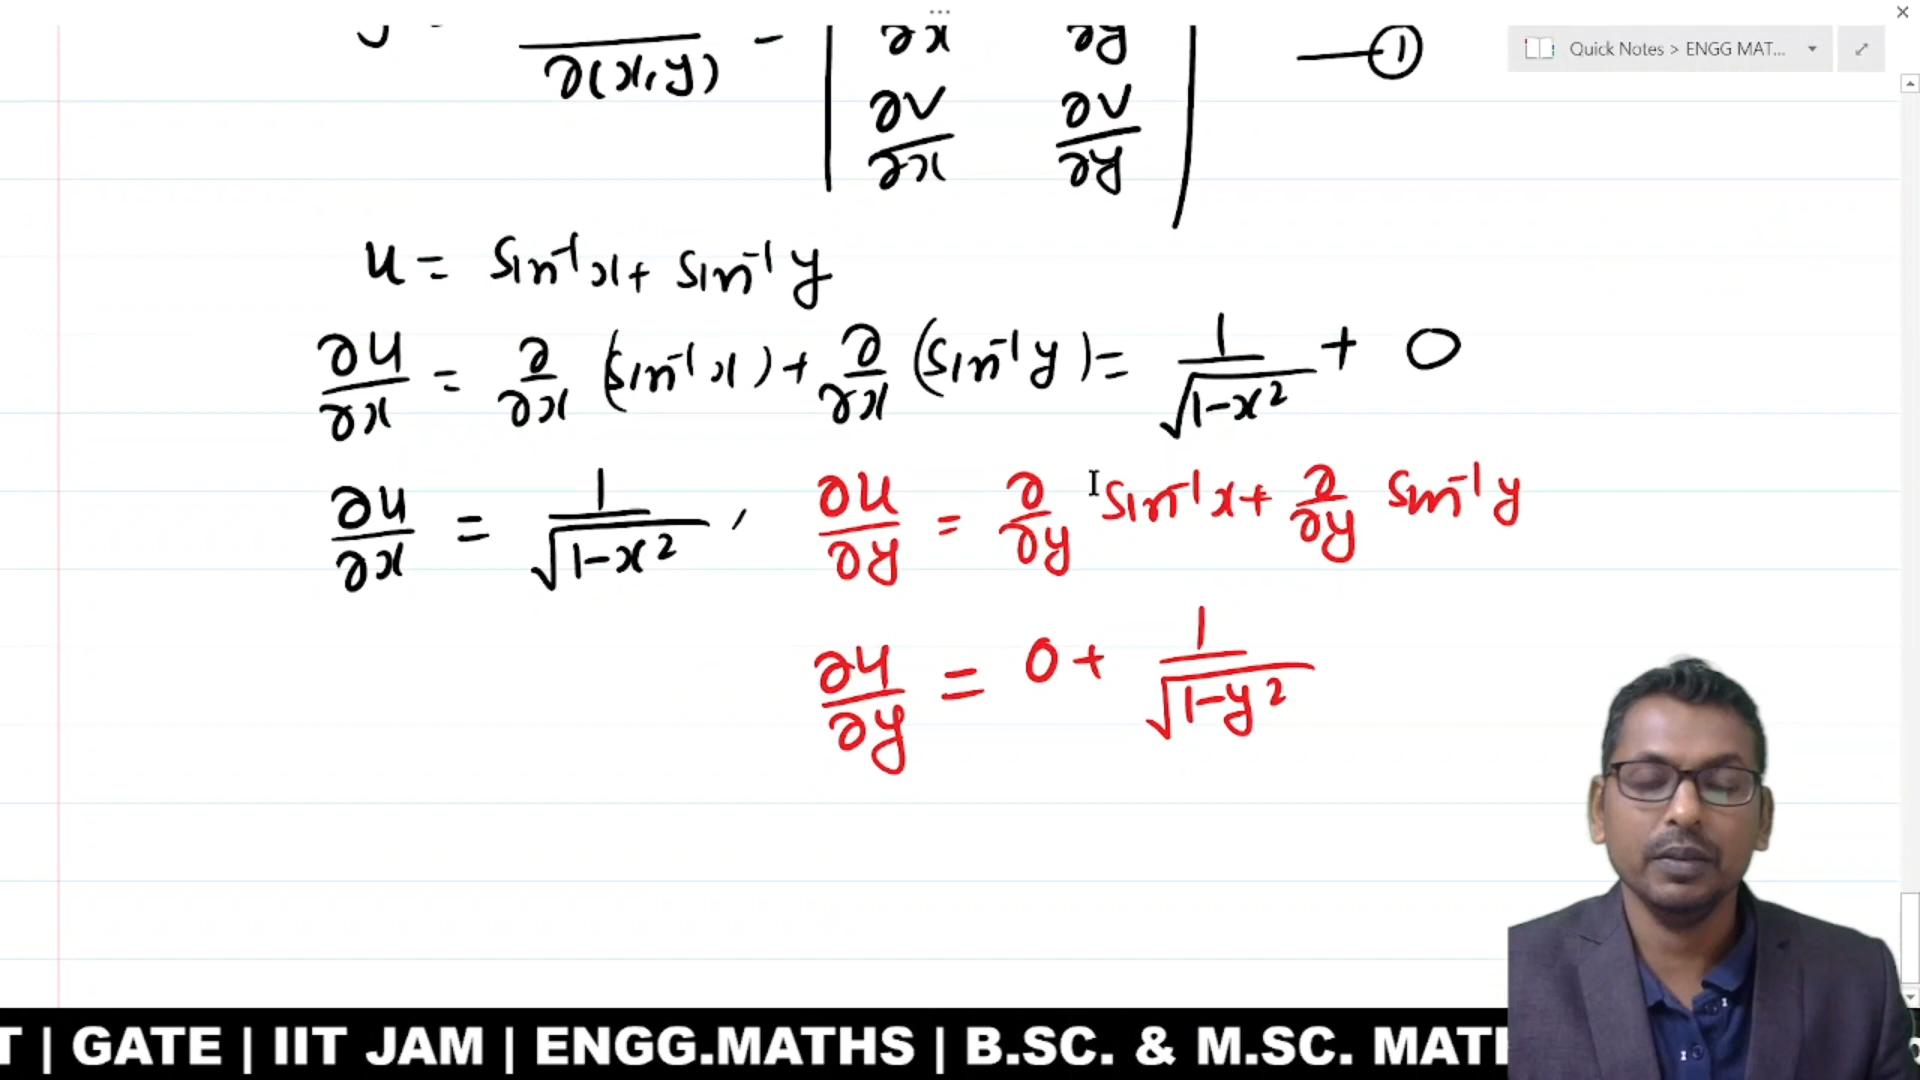 Quick Notes > ENGG MAT...
∂(x,y) — ①
∂x ∂y
∂v/∂x ∂v/∂y
u = sin⁻¹x + sin⁻¹y
∂u/∂x = ∂/∂x (sin⁻¹x) + ∂/∂x (sin⁻¹y) = 1/√1-x² + 0
∂u/∂x = 1/√1-x² , ∂u/∂y = ∂/∂y sin⁻¹x + ∂/∂y sin⁻¹y
∂u/∂y = 0 + 1/√1-y²
T | GATE | IIT JAM | ENGG.MATHS | B.SC. & M.SC. MAT